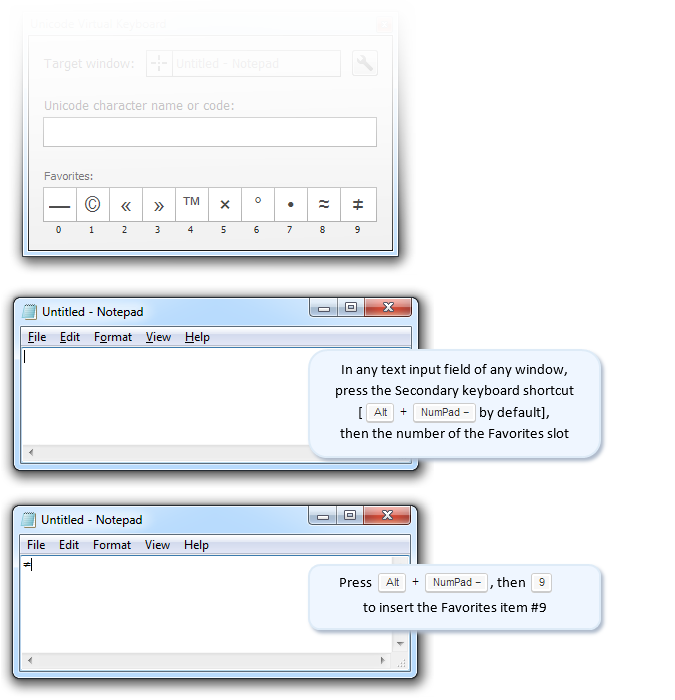 Unicode Virtual Keyboard
Target window: Untitled - Notepad
Unicode character name or code:
Favorites:
— © « » ™ × ° • ≈ ≠
0 1 2 3 4 5 6 7 8 9
Untitled - Notepad
File Edit Format View Help
In any text input field of any window,
press the Secondary keyboard shortcut
[ Alt + NumPad – by default],
then the number of the Favorites slot
Untitled - Notepad
File Edit Format View Help
≠
Press Alt + NumPad – , then 9
to insert the Favorites item #9